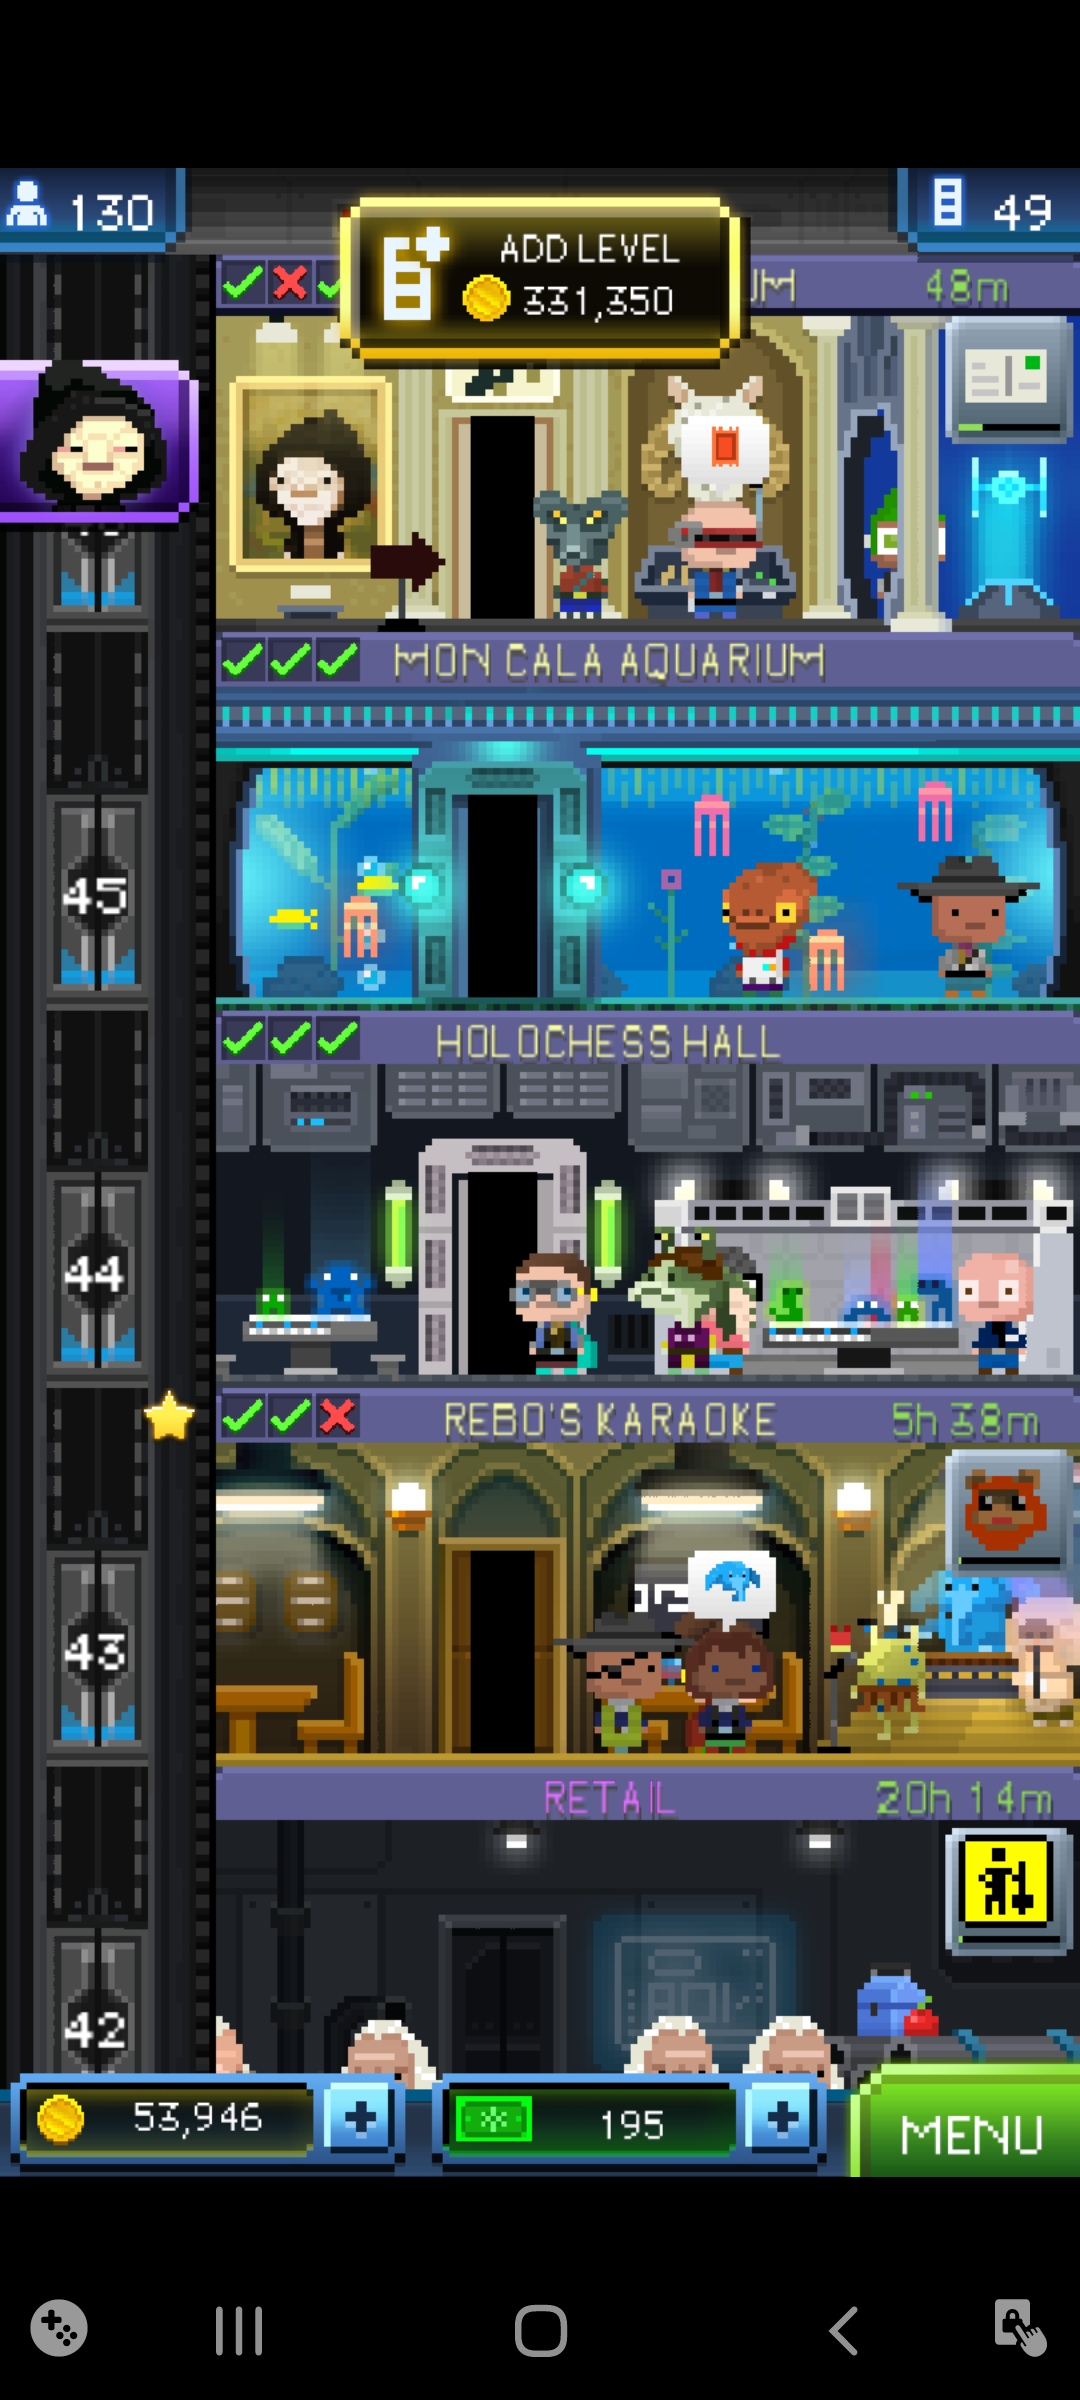 130
49
ADD LEVEL
331,350
UM
48m
MON CALA AQUARIUM
45
HOLOCHESS HALL
44
REBO'S KARAOKE
5h 38m
43
RETAIL
20h 14m
42
53,946
195
MENU